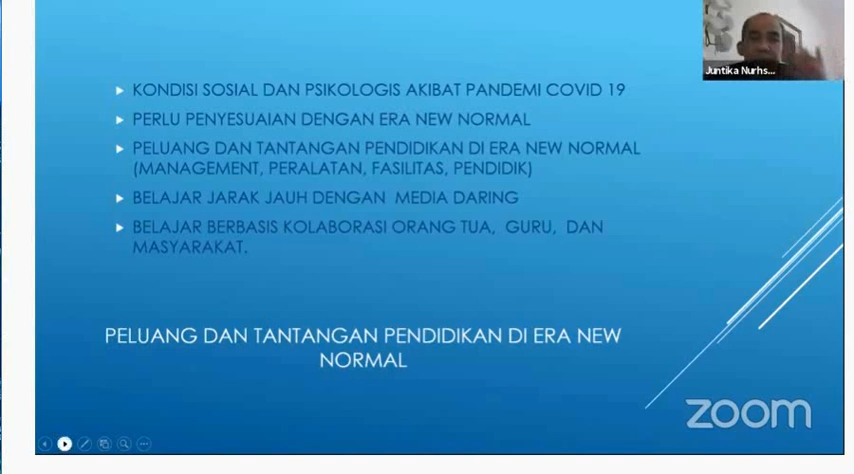 KONDISI SOSIAL DAN PSIKOLOGIS AKIBAT PANDEMI COVID 19
PERLU PENYESUAIAN DENGAN ERA NEW NORMAL
PELUANG DAN TANTANGAN PENDIDIKAN DI ERA NEW NORMAL
(MANAGEMENT, PERALATAN, FASILITAS, PENDIDIK)
BELAJAR JARAK JAUH DENGAN MEDIA DARING
BELAJAR BERBASIS KOLABORASI ORANG TUA, GURU, DAN
MASYARAKAT.
PELUANG DAN TANTANGAN PENDIDIKAN DI ERA NEW
NORMAL
Juntika Nurhs...
zoom